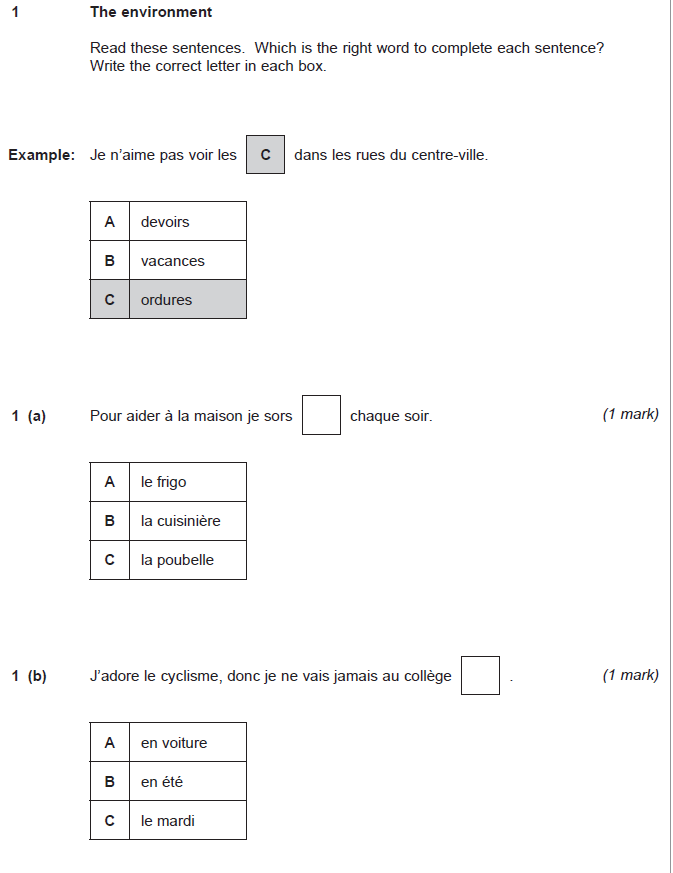 1 The environment
Read these sentences. Which is the right word to complete each sentence?
Write the correct letter in each box.
Example: Je n'aime pas voir les C dans les rues du centre-ville.
A devoirs
B vacances
C ordures
1 (a) Pour aider à la maison je sors chaque soir. (1 mark)
A le frigo
B la cuisinière
C la poubelle
1 (b) J'adore le cyclisme, donc je ne vais jamais au collège . (1 mark)
A en voiture
B en été
C le mardi